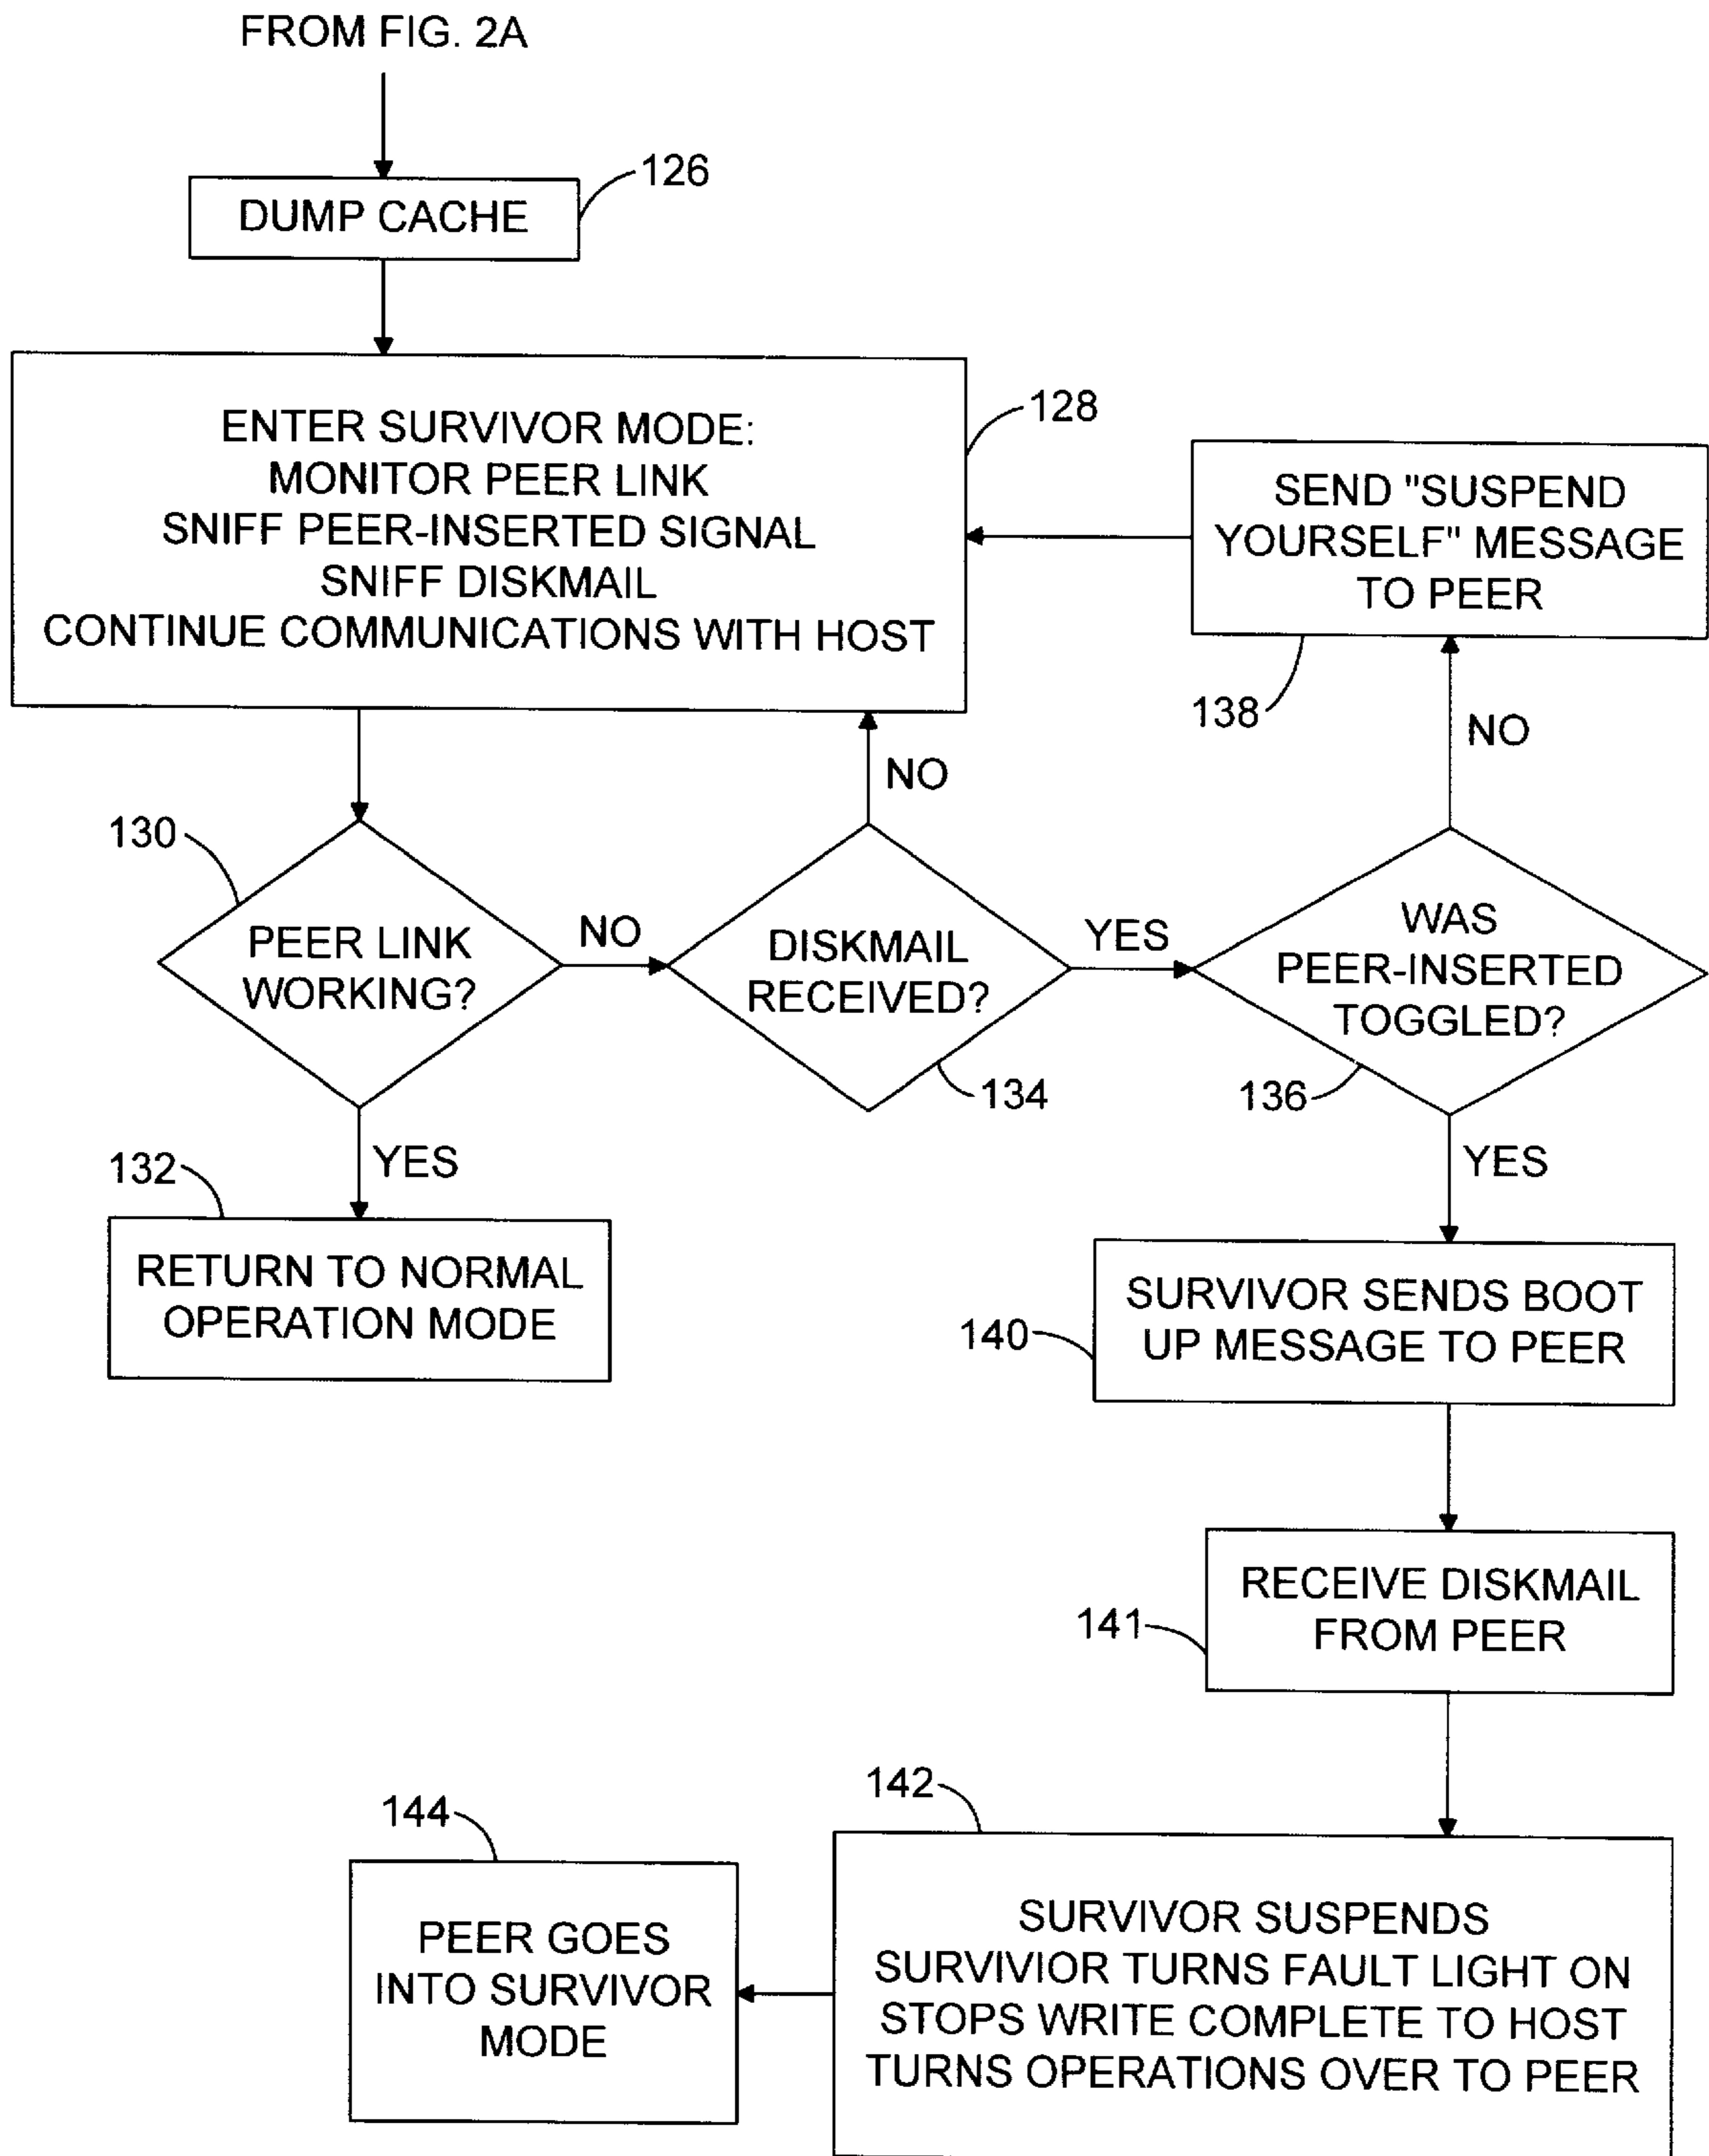 FROM FIG. 2A
126
DUMP CACHE
128
ENTER SURVIVOR MODE:
MONITOR PEER LINK
SNIFF PEER-INSERTED SIGNAL
SNIFF DISKMAIL
CONTINUE COMMUNICATIONS WITH HOST
SEND "SUSPEND
YOURSELF" MESSAGE
TO PEER
138
NO
NO
130
PEER LINK
WORKING?
NO
DISKMAIL
RECEIVED?
YES
WAS
PEER-INSERTED
TOGGLED?
134
136
YES
YES
132
RETURN TO NORMAL
OPERATION MODE
SURVIVOR SENDS BOOT
UP MESSAGE TO PEER
140
RECEIVE DISKMAIL
FROM PEER
141
142
144
PEER GOES
INTO SURVIVOR
MODE
SURVIVOR SUSPENDS
SURVIVIOR TURNS FAULT LIGHT ON
STOPS WRITE COMPLETE TO HOST
TURNS OPERATIONS OVER TO PEER